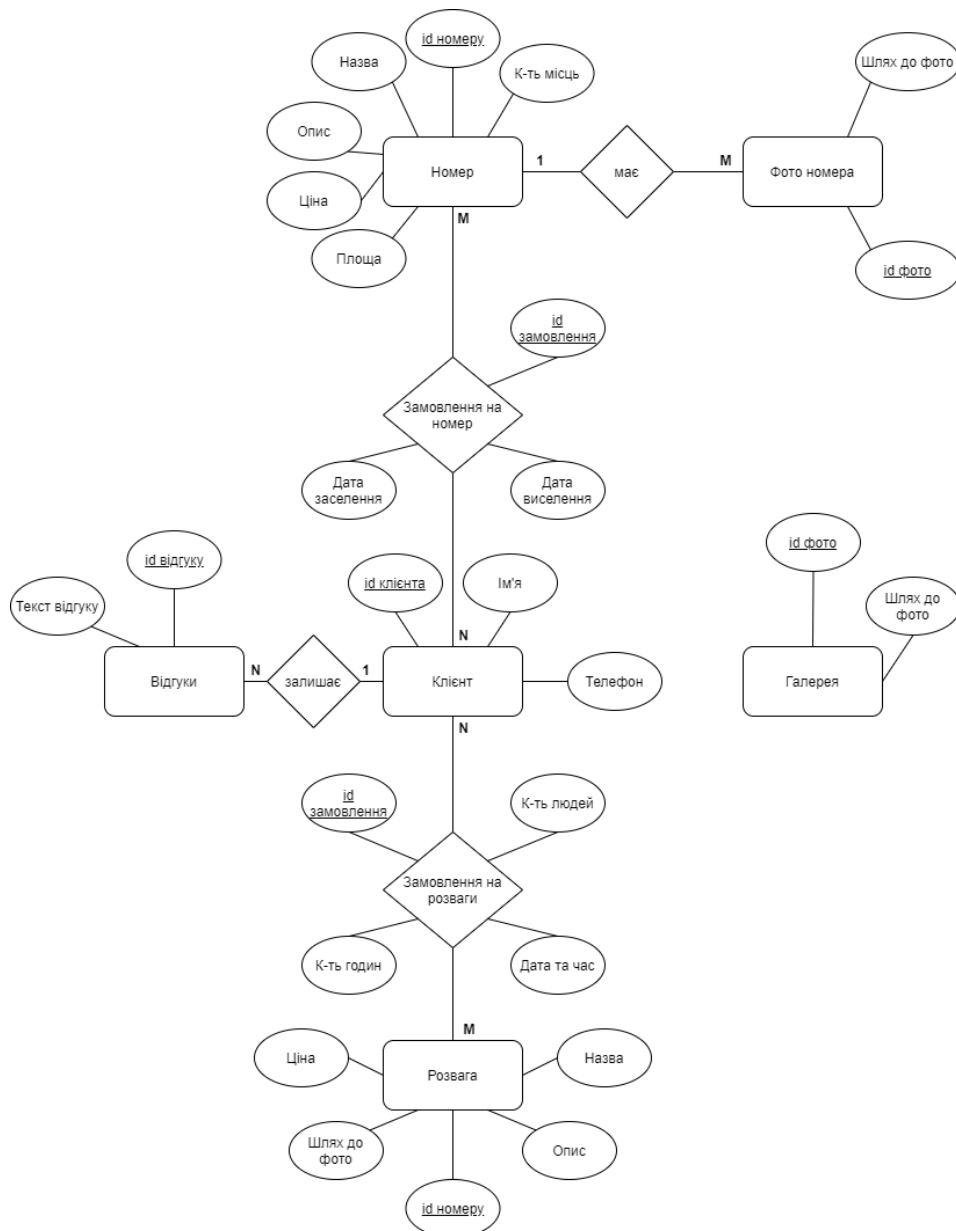 id номеру
Назва
К-ть місць
Шлях до фото
Опис
Номер
1
має
М
Фото номера
Ціна
М
Площа
id фото
id
замовлення
Замовлення на
номер
Дата
заселення
Дата
виселення
id фото
id відгуку
id клієнта
Ім'я
Текст відгуку
Шлях до
фото
N
Відгуки
N
залишає
1
Клієнт
Телефон
Галерея
N
id
замовлення
К-ть людей
Замовлення на
розваги
К-ть годин
Дата та час
М
Ціна
Назва
Розвага
Шлях до
фото
Опис
id номеру